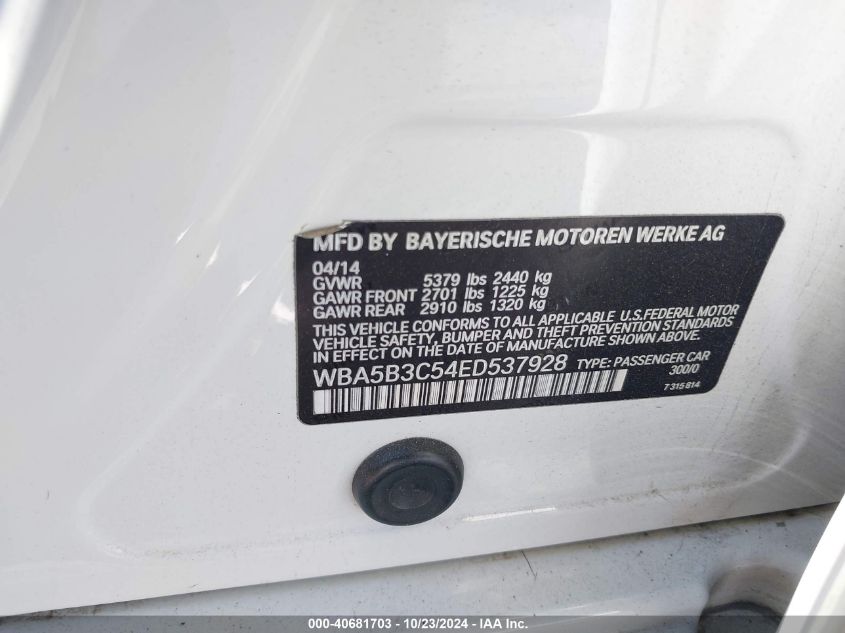 MFD BY BAYERISCHE MOTOREN WERKE AG
04/14
GVWR 5379 lbs 2440 kg
GAWR FRONT 2701 lbs 1225 kg
GAWR REAR 2910 lbs 1320 kg
THIS VEHICLE CONFORMS TO ALL APPLICABLE U.S.FEDERAL MOTOR
VEHICLE SAFETY, BUMPER AND THEFT PREVENTION STANDARDS
IN EFFECT ON THE DATE OF MANUFACTURE SHOWN ABOVE.
WBA5B3C54ED537928 TYPE: PASSENGER CAR
300/0
7 315 814
000-40681703 - 10/23/2024 - IAA Inc.